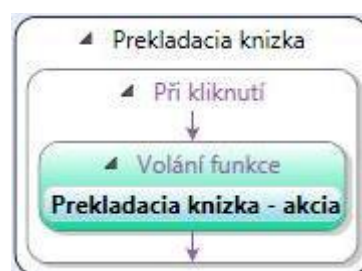 Prekladacia knizka
Při kliknutí
Volání funkce
Prekladacia knizka - akcia